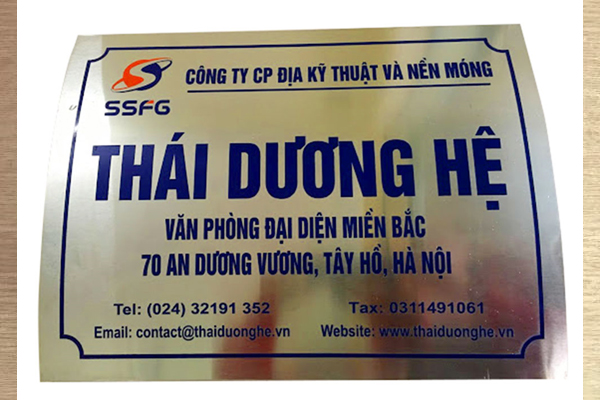 SSFG
CÔNG TY CP ĐỊA KỸ THUẬT VÀ NỀN MÓNG
THÁI DƯƠNG HỆ
VĂN PHÒNG ĐẠI DIỆN MIỀN BẮC
70 AN DƯƠNG VƯƠNG, TÂY HỒ, HÀ NỘI
Tel: (024) 32191 352 Tax: 0311491061
Email: contact@thaiduonghe.vn Website: www.thaiduonghe.vn